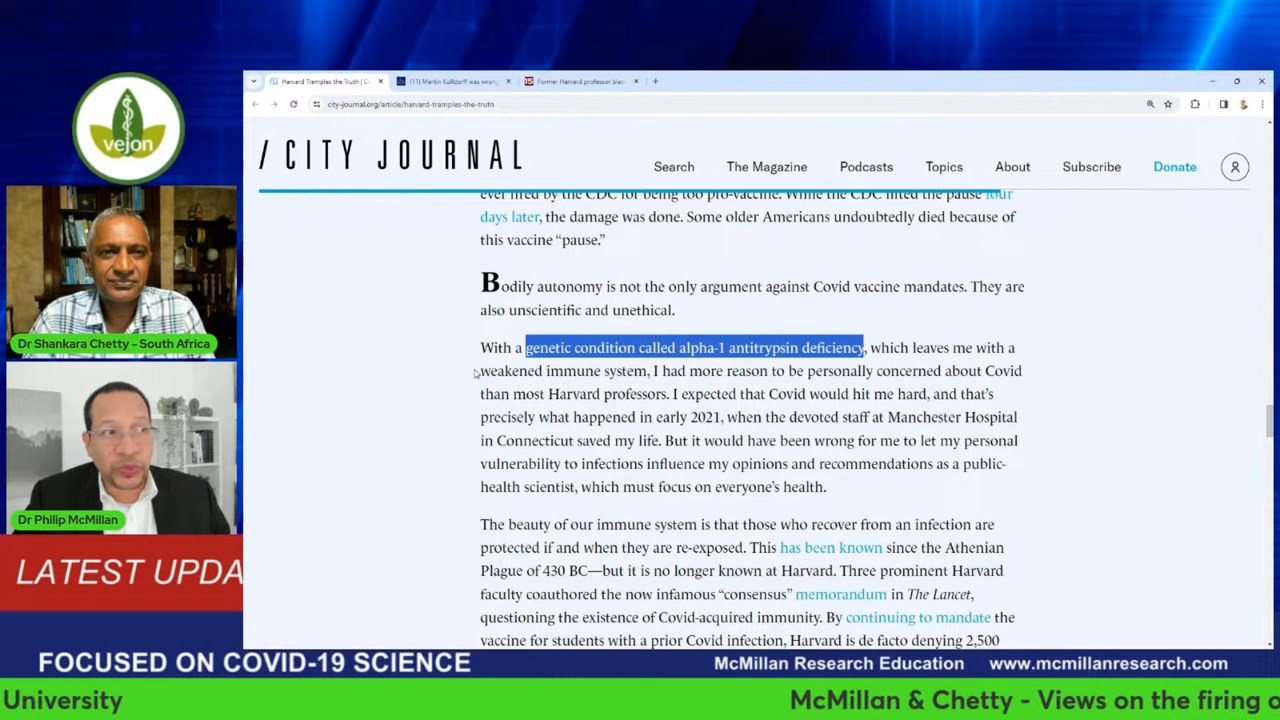 vejon
Dr Shankara Chetty - South Africa
Dr Philip McMillan
LATEST UPDA
Harvard Tramples the Truth | Ci
(11) Martin Kulldorff was wrong
Former Harvard professor blas
city-journal.org/article/harvard-tramples-the-truth
/ CITY JOURNAL
Search The Magazine Podcasts Topics About Subscribe Donate
ever fired by the CDC for being too pro-vaccine. While the CDC lifted the pause four
days later, the damage was done. Some older Americans undoubtedly died because of
this vaccine “pause.”
Bodily autonomy is not the only argument against Covid vaccine mandates. They are
also unscientific and unethical.
With a genetic condition called alpha-1 antitrypsin deficiency, which leaves me with a
weakened immune system, I had more reason to be personally concerned about Covid
than most Harvard professors. I expected that Covid would hit me hard, and that’s
precisely what happened in early 2021, when the devoted staff at Manchester Hospital
in Connecticut saved my life. But it would have been wrong for me to let my personal
vulnerability to infections influence my opinions and recommendations as a public-
health scientist, which must focus on everyone’s health.
The beauty of our immune system is that those who recover from an infection are
protected if and when they are re-exposed. This has been known since the Athenian
Plague of 430 BC—but it is no longer known at Harvard. Three prominent Harvard
faculty coauthored the now infamous “consensus” memorandum in The Lancet,
questioning the existence of Covid-acquired immunity. By continuing to mandate the
vaccine for students with a prior Covid infection, Harvard is de facto denying 2,500
FOCUSED ON COVID-19 SCIENCE
McMillan Research Education www.mcmillanresearch.com
University
McMillan & Chetty - Views on the firing o